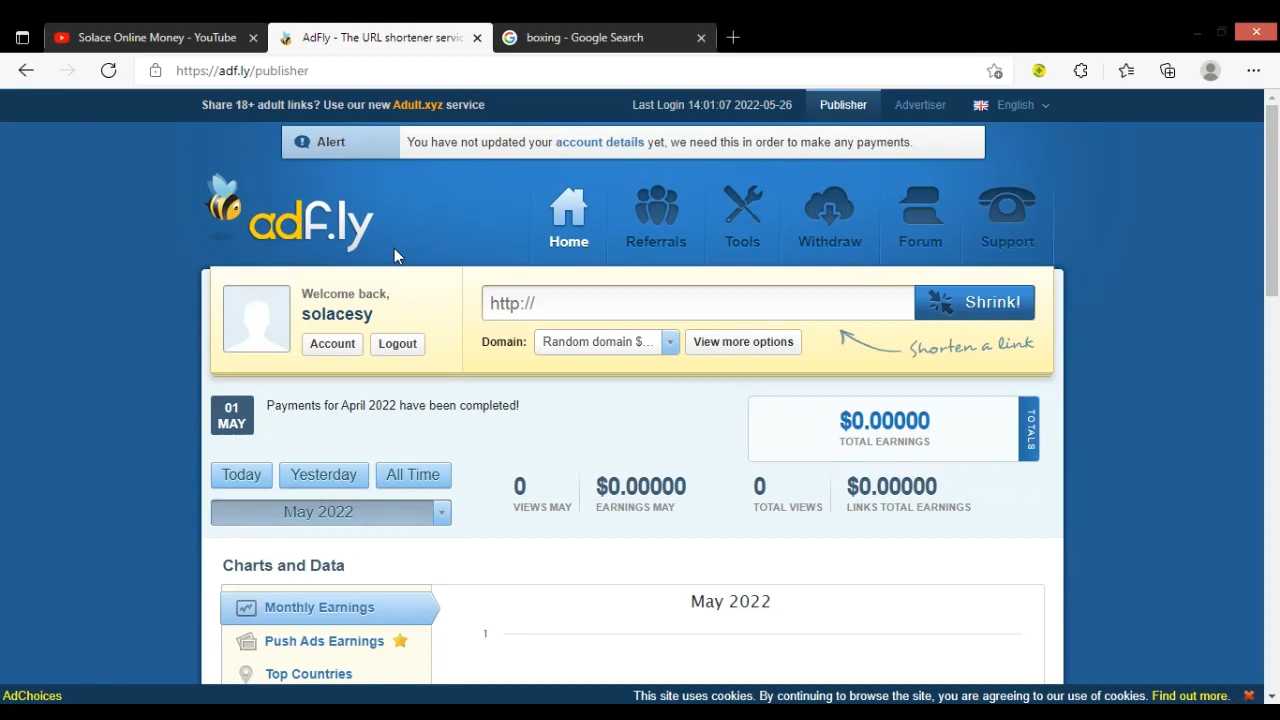 Solace Online Money - YouTube
AdFly - The URL shortener servic
boxing - Google Search
https://adf.ly/publisher
Share 18+ adult links? Use our new Adult.xyz service
Last Login 14:01:07 2022-05-26
Publisher
Advertiser
English
Alert
You have not updated your account details yet, we need this in order to make any payments.
adf.ly
Home
Referrals
Tools
Withdraw
Forum
Support
Welcome back,
solacesy
Account
Logout
http://
Shrink!
Domain:
Random domain $...
View more options
Shorten a link
01
MAY
Payments for April 2022 have been completed!
$0.00000
TOTAL EARNINGS
TOTALS
Today
Yesterday
All Time
May 2022
0
VIEWS MAY
$0.00000
EARNINGS MAY
0
TOTAL VIEWS
$0.00000
LINKS TOTAL EARNINGS
Charts and Data
Monthly Earnings
Push Ads Earnings
Top Countries
May 2022
1
AdChoices
This site uses cookies. By continuing to browse the site, you are agreeing to our use of cookies. Find out more.